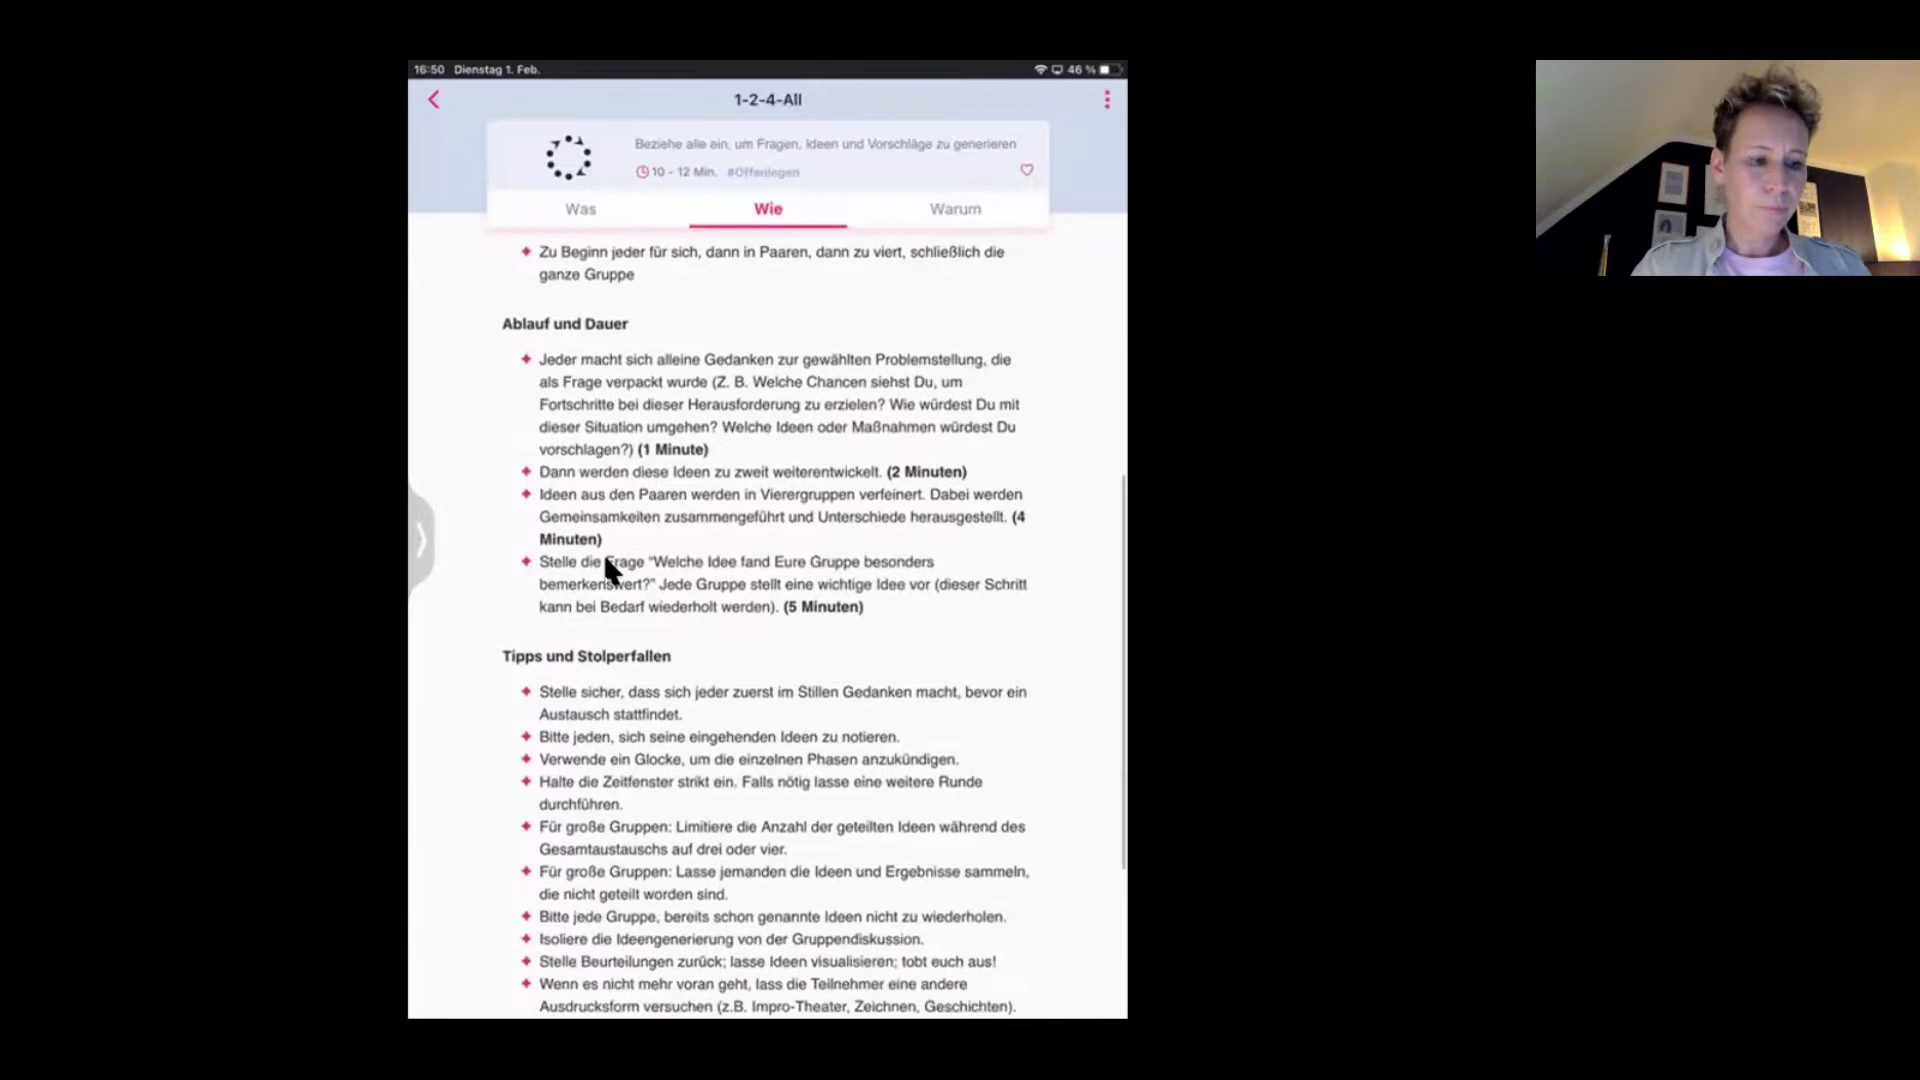 16:50 Dienstag 1. Feb.
46 %
1-2-4-All
Beziehe alle ein, um Fragen, Ideen und Vorschläge zu generieren
10 - 12 Min. #Offenlegen
Was Wie Warum
Zu Beginn jeder für sich, dann in Paaren, dann zu viert, schließlich die
ganze Gruppe
Ablauf und Dauer
Jeder macht sich alleine Gedanken zur gewählten Problemstellung, die
als Frage verpackt wurde (Z. B. Welche Chancen siehst Du, um
Fortschritte bei dieser Herausforderung zu erzielen? Wie würdest Du mit
dieser Situation umgehen? Welche Ideen oder Maßnahmen würdest Du
vorschlagen?) (1 Minute)
Dann werden diese Ideen zu zweit weiterentwickelt. (2 Minuten)
Ideen aus den Paaren werden in Vierergruppen verfeinert. Dabei werden
Gemeinsamkeiten zusammengeführt und Unterschiede herausgestellt. (4
Minuten)
Stelle die Frage “Welche Idee fand Eure Gruppe besonders
bemerkenswert?” Jede Gruppe stellt eine wichtige Idee vor (dieser Schritt
kann bei Bedarf wiederholt werden). (5 Minuten)
Tipps und Stolperfallen
Stelle sicher, dass sich jeder zuerst im Stillen Gedanken macht, bevor ein
Austausch stattfindet.
Bitte jeden, sich seine eingehenden Ideen zu notieren.
Verwende ein Glocke, um die einzelnen Phasen anzukündigen.
Halte die Zeitfenster strikt ein. Falls nötig lasse eine weitere Runde
durchführen.
Für große Gruppen: Limitiere die Anzahl der geteilten Ideen während des
Gesamtaustauschs auf drei oder vier.
Für große Gruppen: Lasse jemanden die Ideen und Ergebnisse sammeln,
die nicht geteilt worden sind.
Bitte jede Gruppe, bereits schon genannte Ideen nicht zu wiederholen.
Isoliere die Ideengenerierung von der Gruppendiskussion.
Stelle Beurteilungen zurück; lasse Ideen visualisieren; tobt euch aus!
Wenn es nicht mehr voran geht, lass die Teilnehmer eine andere
Ausdrucksform versuchen (z.B. Impro-Theater, Zeichnen, Geschichten).